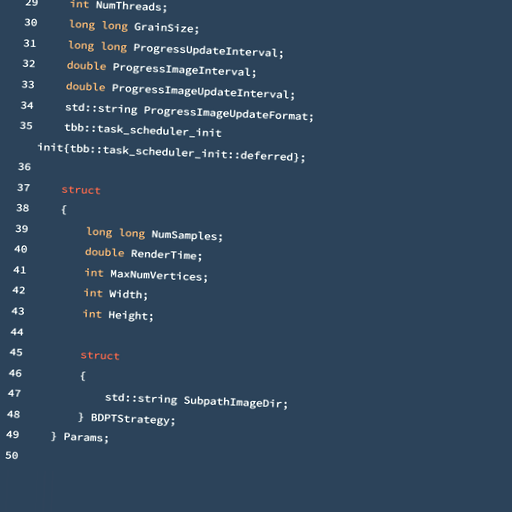 29 int NumThreads;
30 long long GrainSize;
31 long long ProgressUpdateInterval;
32 double ProgressImageInterval;
33 double ProgressImageUpdateInterval;
34 std::string ProgressImageUpdateFormat;
35 tbb::task_scheduler_init
init{tbb::task_scheduler_init::deferred};
36
37 struct
38 {
39 long long NumSamples;
40 double RenderTime;
41 int MaxNumVertices;
42 int Width;
43 int Height;
44
45 struct
46 {
47 std::string SubpathImageDir;
48 } BDPTStrategy;
49 } Params;
50